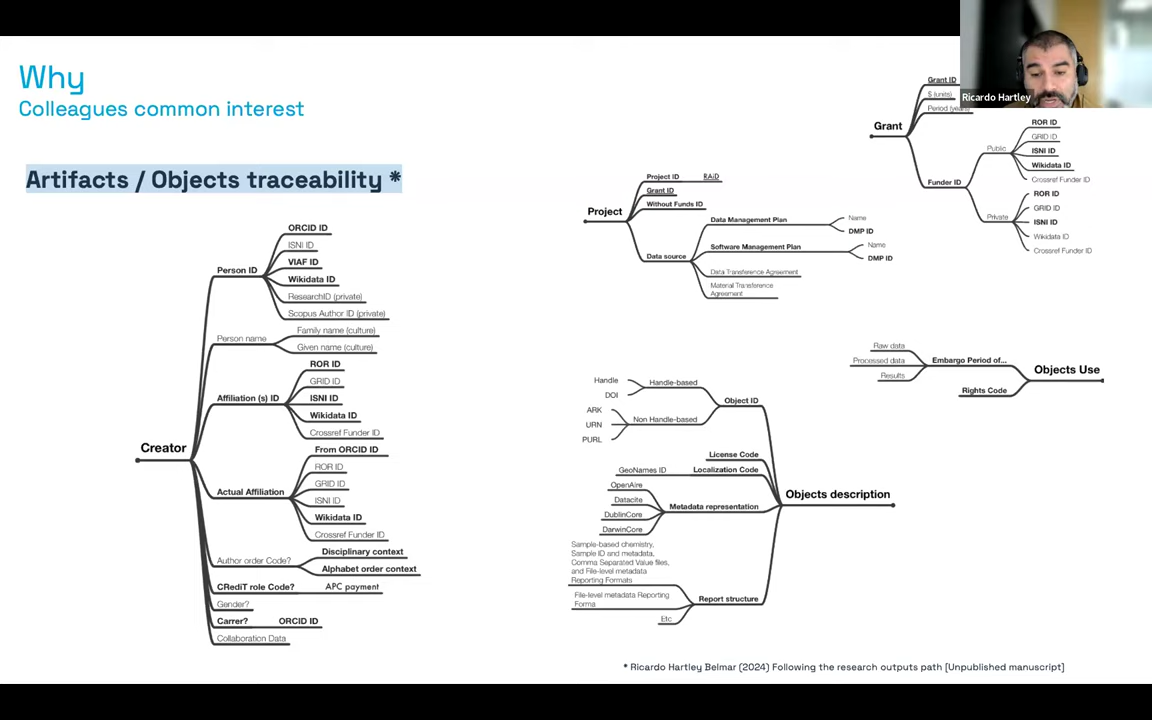 Why
Colleagues common interest
Artifacts / Objects traceability *
Creator
Person ID
ORCID ID
ISNI ID
VIAF ID
Wikidata ID
ResearchID (private)
Scopus Author ID (private)
Person name
Family name (culture)
Given name (culture)
Affiliation (s) ID
ROR ID
GRID ID
ISNI ID
Wikidata ID
Crossref Funder ID
Actual Affiliation
From ORCID ID
ROR ID
GRID ID
ISNI ID
Wikidata ID
Crossref Funder ID
Author order Code?
Disciplinary context
Alphabet order context
CRediT role Code?
APC payment
Gender?
Carrer?
ORCID ID
Collaboration Data
Project
Project ID
RAiD
Grant ID
Without Funds ID
Data source
Data Management Plan
Name
DMP ID
Software Management Plan
Name
DMP ID
Data Transference Agreement
Material Transference
Agreement
Grant
Grant ID
$ (units)
Period (years)
Funder ID
Public
ROR ID
GRID ID
ISNI ID
Wikidata ID
Crossref Funder ID
Private
ROR ID
GRID ID
ISNI ID
Wikidata ID
Crossref Funder ID
Ricardo Hartley
Objects Use
Embargo Period of...
Raw data
Processed data
Results
Rights Code
Objects description
Object ID
Handle-based
Handle
DOI
Non Handle-based
ARK
URN
PURL
License Code
Localization Code
GeoNames ID
Metadata representation
OpenAire
Datacite
DublinCore
DarwinCore
Report structure
Sample-based chemistry,
Sample ID and metadata,
Comma Separated Value files,
and File-level metadata
Reporting Formats
File-level metadata Reporting
Forma
Etc
* Ricardo Hartley Belmar (2024) Following the research outputs path [Unpublished manuscript]